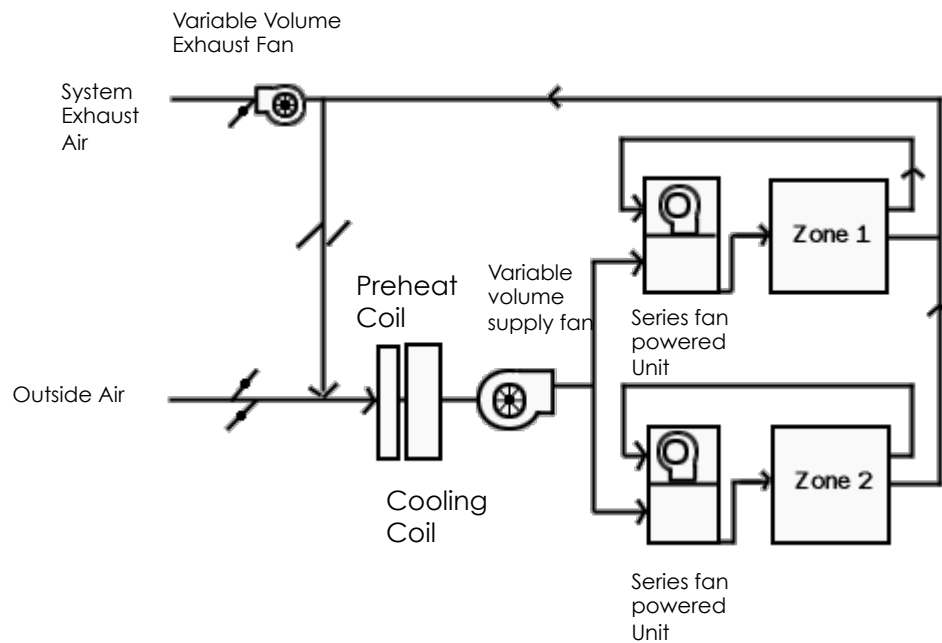 Variable Volume
Exhaust Fan
System
Exhaust
Air
Zone 1
Preheat
Coil
Variable
volume
supply fan
Series fan
powered
Unit
Outside Air
Zone 2
Cooling
Coil
Series fan
powered
Unit